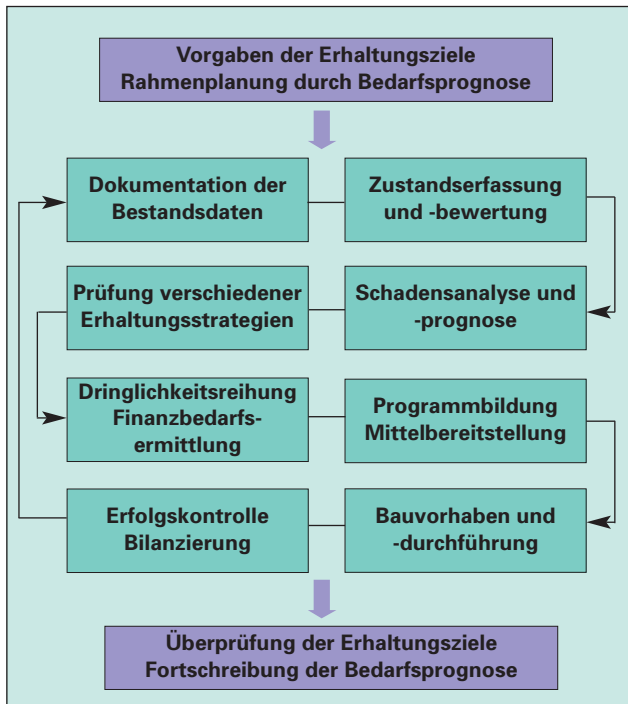 Vorgaben der Erhaltungsziele
Rahmenplanung durch Bedarfsprognose
Dokumentation der
Bestandsdaten
Zustandserfassung
und -bewertung
Prüfung verschiedener
Erhaltungsstrategien
Schadensanalyse und
-prognose
Dringlichkeitsreihung
Finanzbedarfs-
ermittlung
Programmbildung
Mittelbereitstellung
Erfolgskontrolle
Bilanzierung
Bauvorhaben und
-durchführung
Überprüfung der Erhaltungsziele
Fortschreibung der Bedarfsprognose